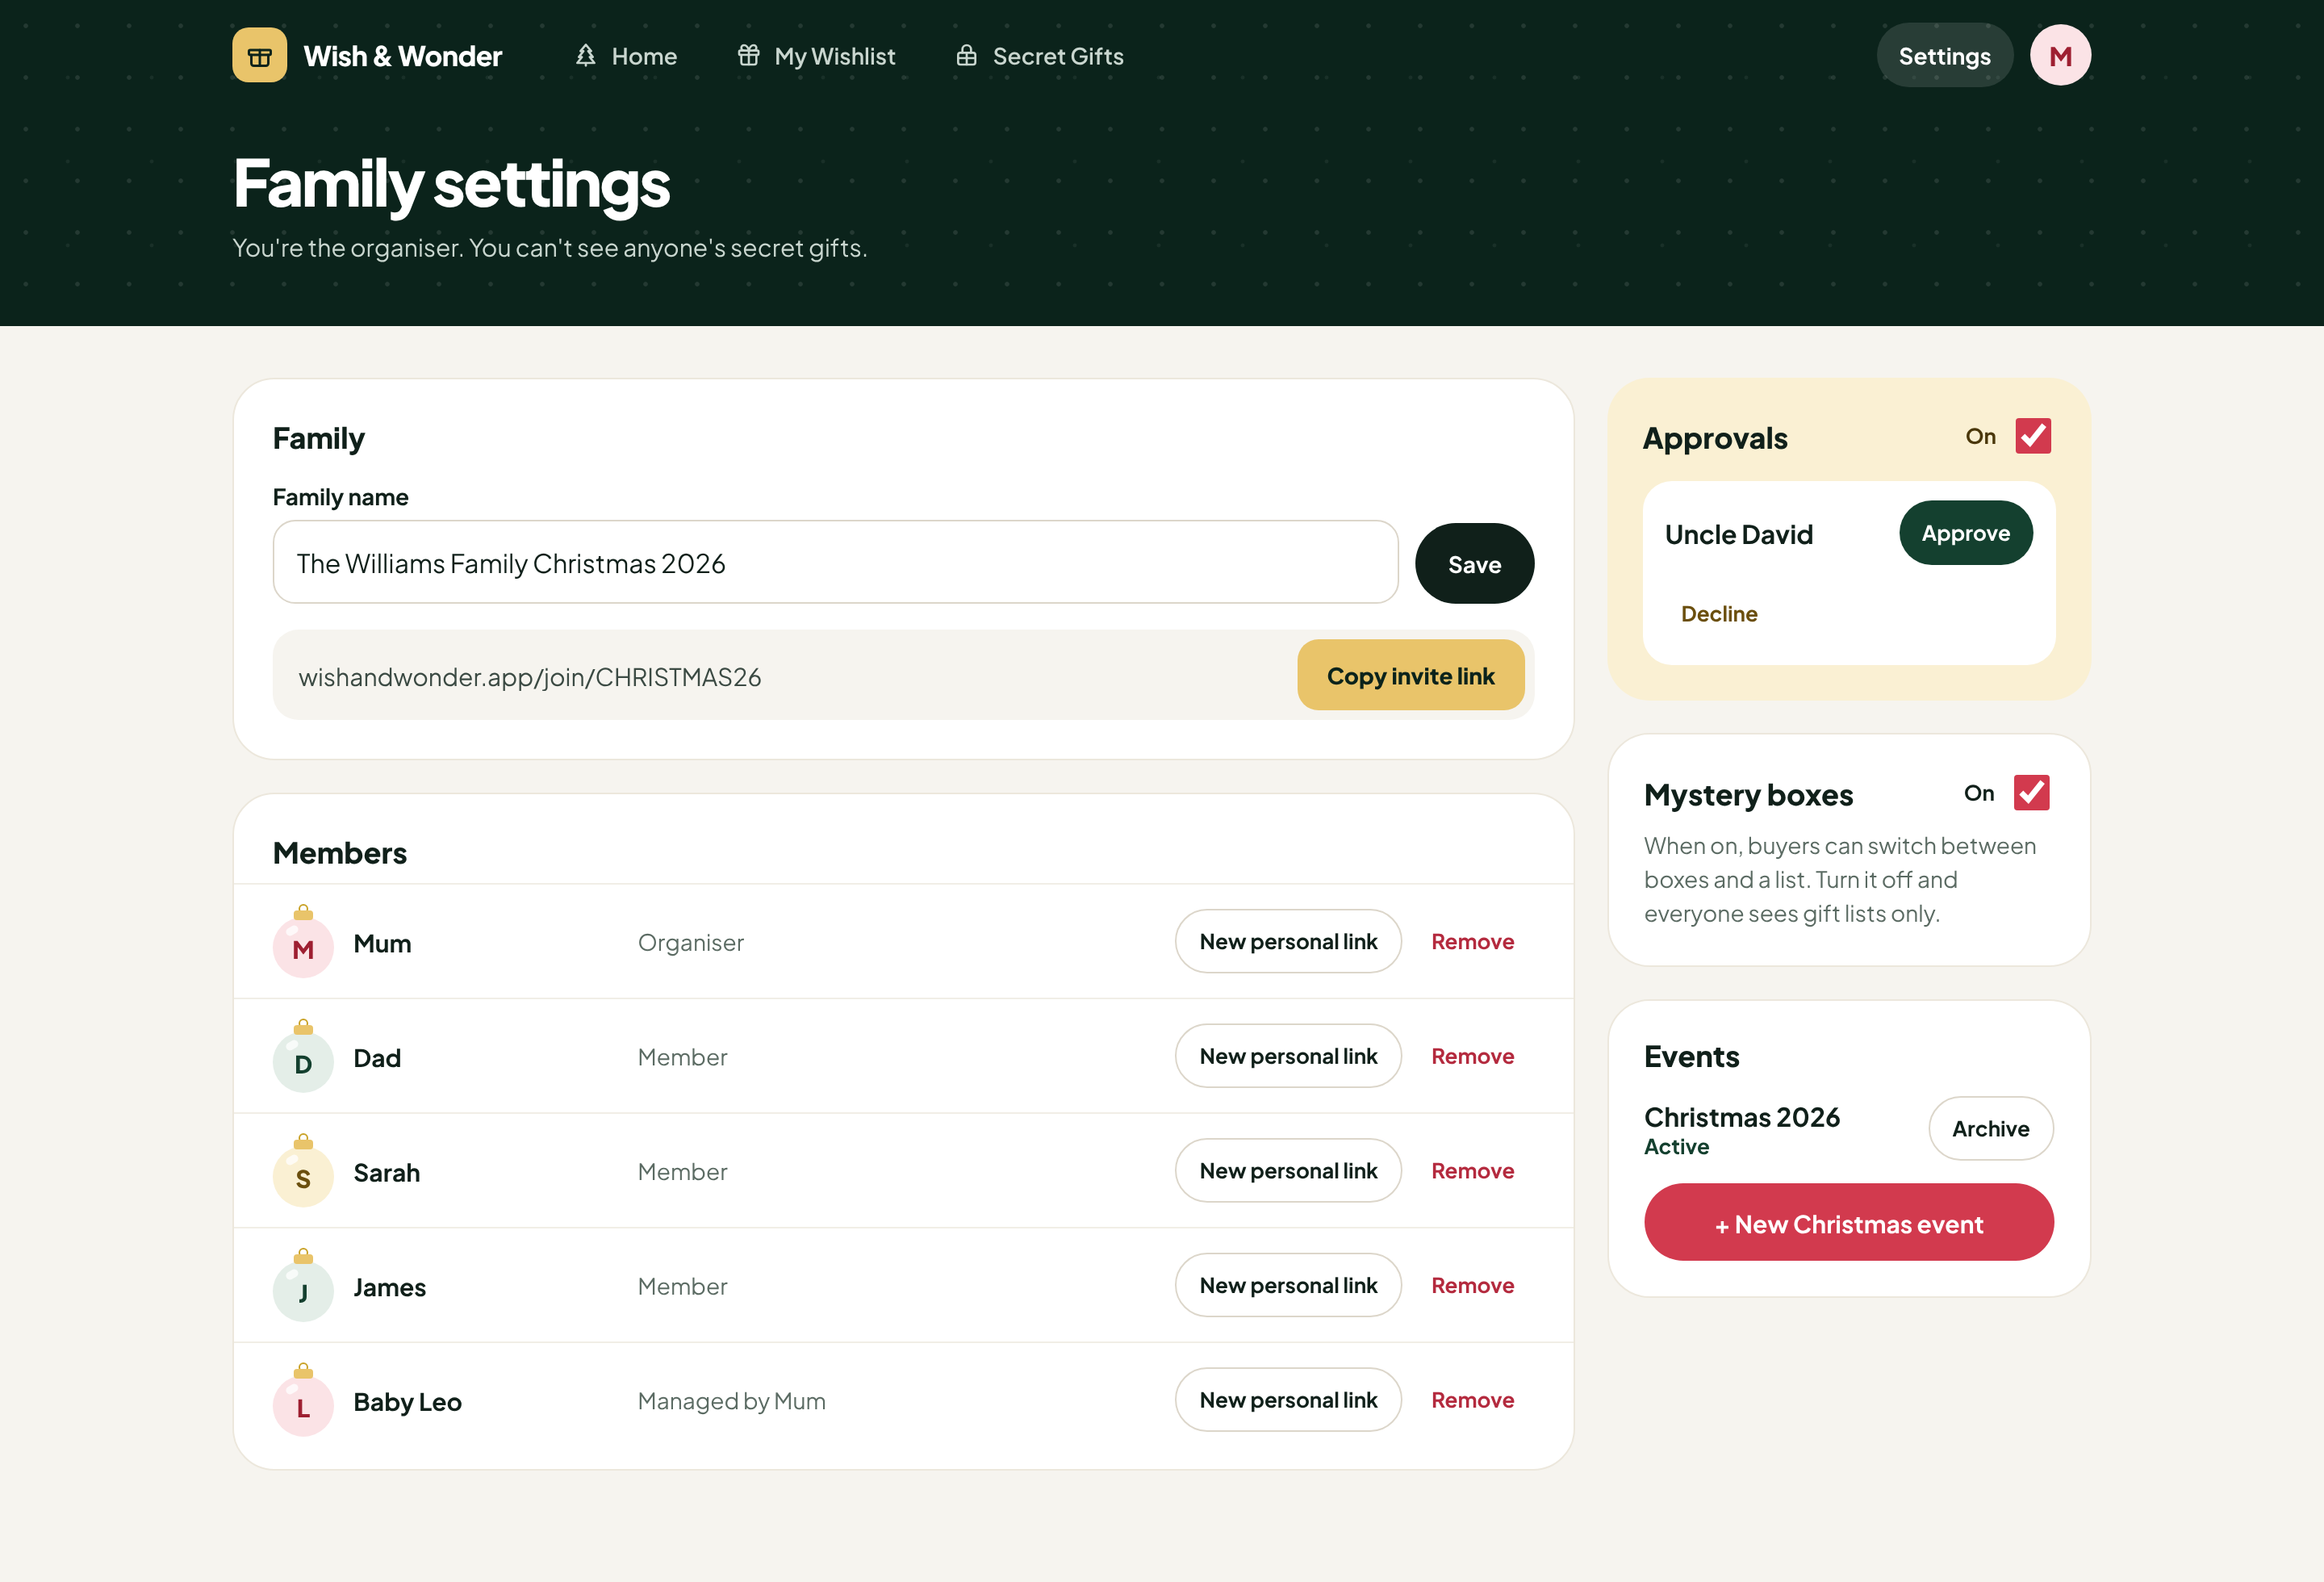 Wish & Wonder
Home
My Wishlist
Secret Gifts
Settings
M
Family settings
You're the organiser. You can't see anyone's secret gifts.
Family
Family name
The Williams Family Christmas 2026
Save
wishandwonder.app/join/CHRISTMAS26
Copy invite link
Members
M
Mum
Organiser
New personal link
Remove
D
Dad
Member
New personal link
Remove
S
Sarah
Member
New personal link
Remove
J
James
Member
New personal link
Remove
L
Baby Leo
Managed by Mum
New personal link
Remove
Approvals
On
Uncle David
Approve
Decline
Mystery boxes
On
When on, buyers can switch between
boxes and a list. Turn it off and
everyone sees gift lists only.
Events
Christmas 2026
Active
Archive
+ New Christmas event